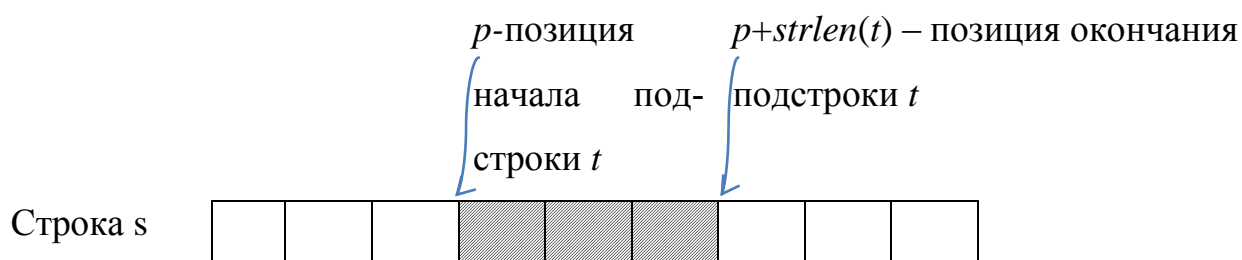 p-позиция p+strlen(t) – позиция окончания
начала под- подстроки t
строки t
Строка s